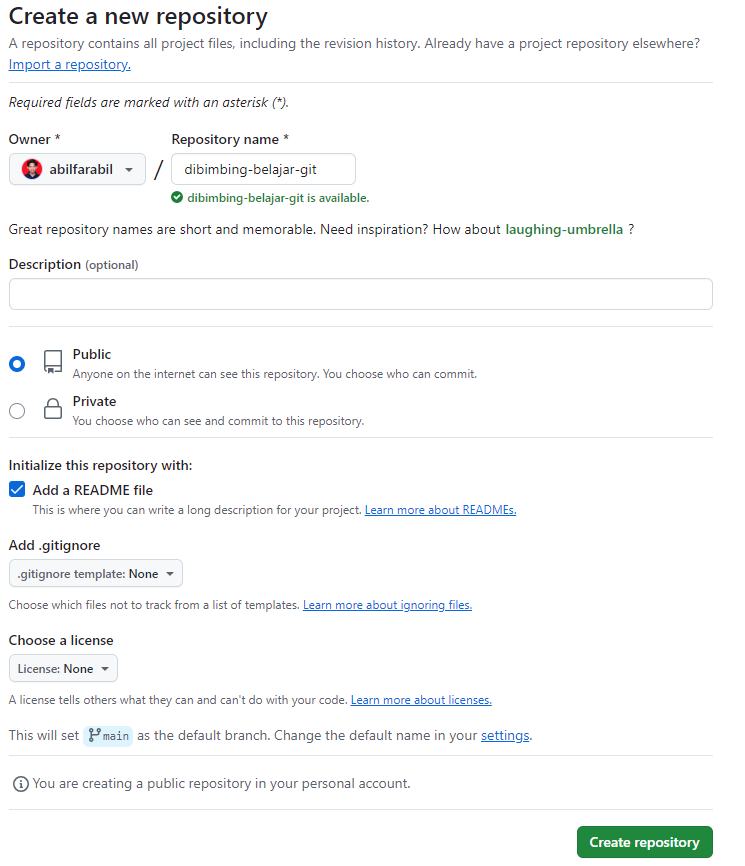 Create a new repository
A repository contains all project files, including the revision history. Already have a project repository elsewhere?
Import a repository.
Required fields are marked with an asterisk (*).
Owner * Repository name *
abilfarabil / dibimbing-belajar-git
dibimbing-belajar-git is available.
Great repository names are short and memorable. Need inspiration? How about laughing-umbrella ?
Description (optional)
Public
Anyone on the internet can see this repository. You choose who can commit.
Private
You choose who can see and commit to this repository.
Initialize this repository with:
Add a README file
This is where you can write a long description for your project. Learn more about READMEs.
Add .gitignore
.gitignore template: None
Choose which files not to track from a list of templates. Learn more about ignoring files.
Choose a license
License: None
A license tells others what they can and can't do with your code. Learn more about licenses.
This will set main as the default branch. Change the default name in your settings.
You are creating a public repository in your personal account.
Create repository